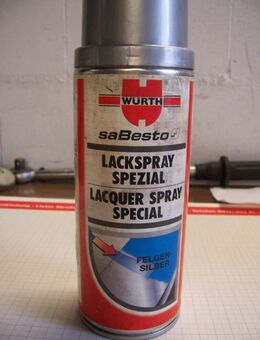 WÜRTH
saBesto
LACKSPRAY
SPEZIAL
LACQUER SPRAY
SPECIAL
FELGEN-
SILBER